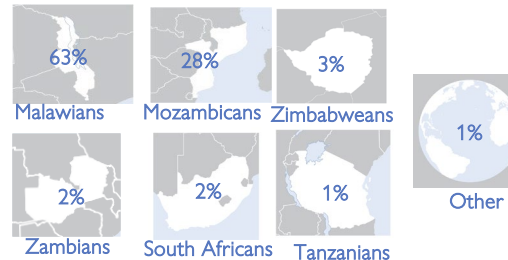 63%
Malawians
28%
Mozambicans
3%
Zimbabweans
1%
Other
2%
Zambians
2%
South Africans
1%
Tanzanians